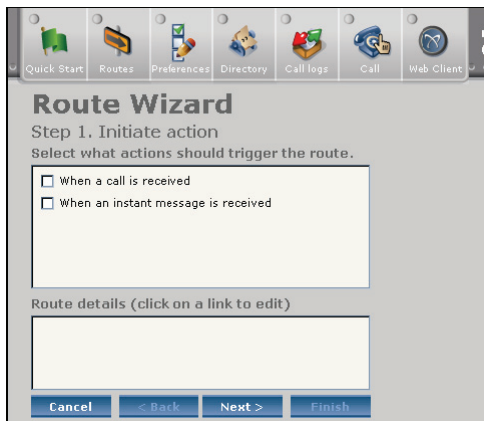 Quick Start Routes Preferences Directory Call logs Call Web Client
Route Wizard
Step 1. Initiate action
Select what actions should trigger the route.
When a call is received
When an instant message is received
Route details (click on a link to edit)
Cancel < Back Next > Finish